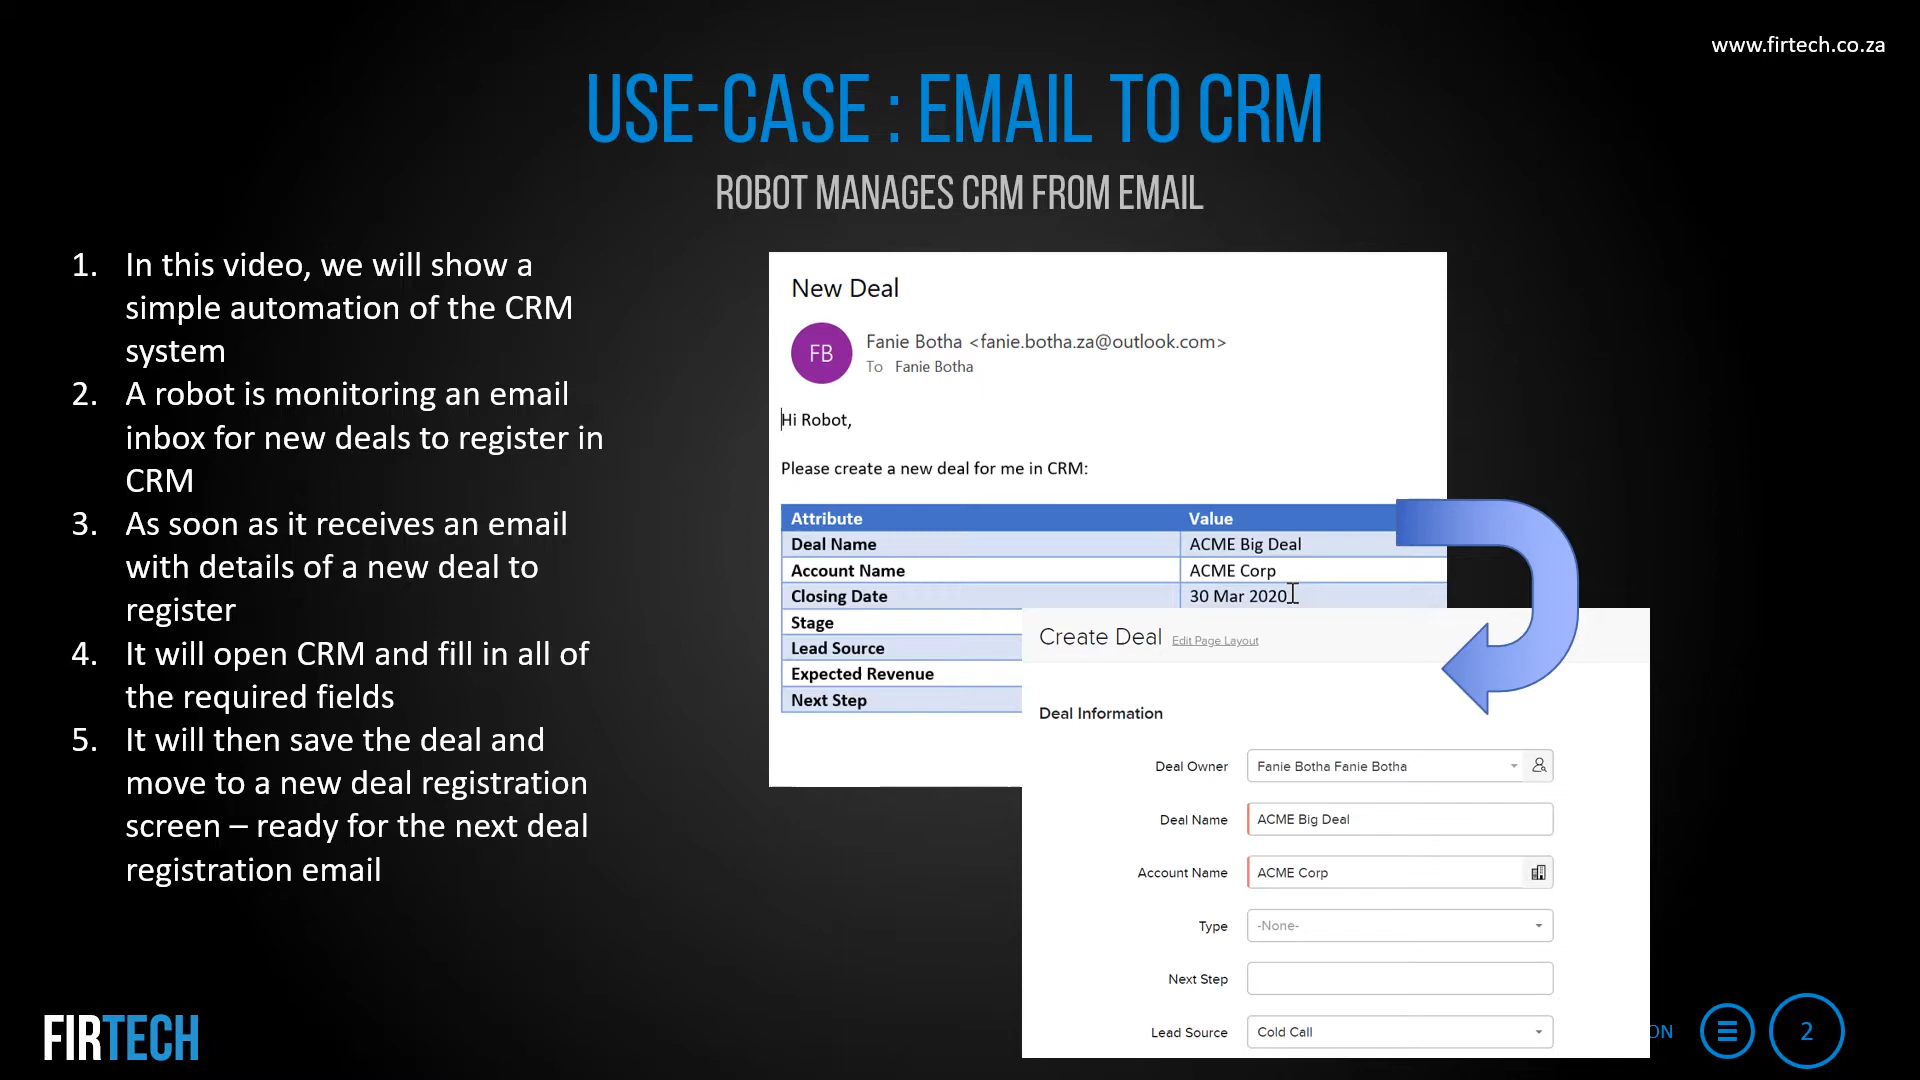 www.firtech.co.za
USE-CASE : EMAIL TO CRM
ROBOT MANAGES CRM FROM EMAIL
1. In this video, we will show a
simple automation of the CRM
system
2. A robot is monitoring an email
inbox for new deals to register in
CRM
3. As soon as it receives an email
with details of a new deal to
register
4. It will open CRM and fill in all of
the required fields
5. It will then save the deal and
move to a new deal registration
screen – ready for the next deal
registration email
New Deal
FB
Fanie Botha <fanie.botha.za@outlook.com>
To Fanie Botha
Hi Robot,
Please create a new deal for me in CRM:
Attribute Value
Deal Name ACME Big Deal
Account Name ACME Corp
Closing Date 30 Mar 2020
Stage
Lead Source
Expected Revenue
Next Step
Create Deal Edit Page Layout
Deal Information
Deal Owner Fanie Botha Fanie Botha
Deal Name ACME Big Deal
Account Name ACME Corp
Type -None-
Next Step
Lead Source Cold Call
FIRTECH
ON
2